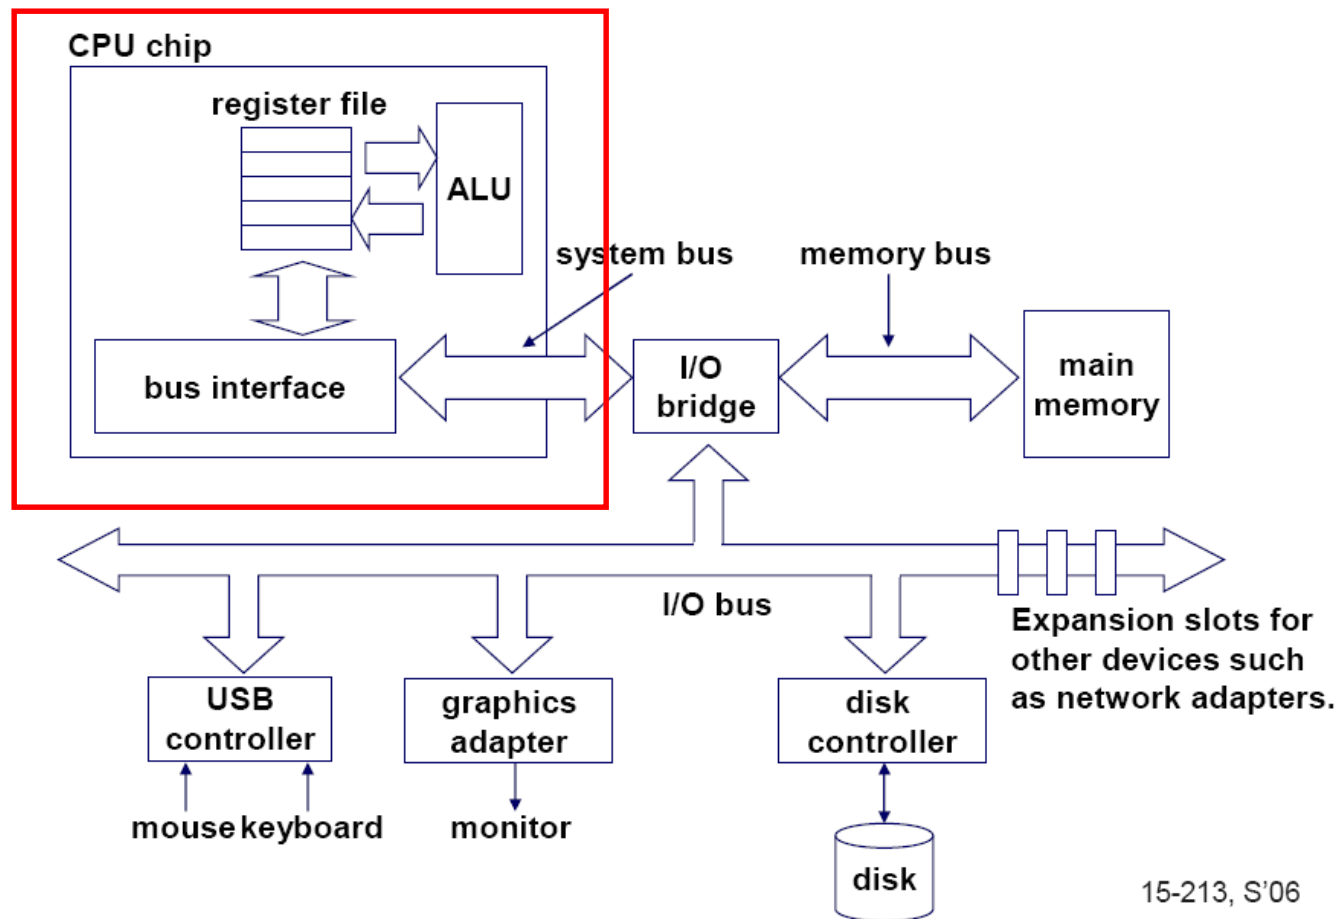 CPU chip
register file
ALU
system bus
memory bus
bus interface
I/O
bridge
main
memory
I/O bus
Expansion slots for
other devices such
as network adapters.
USB
controller
graphics
adapter
disk
controller
mouse
keyboard
monitor
disk
15-213, S’06